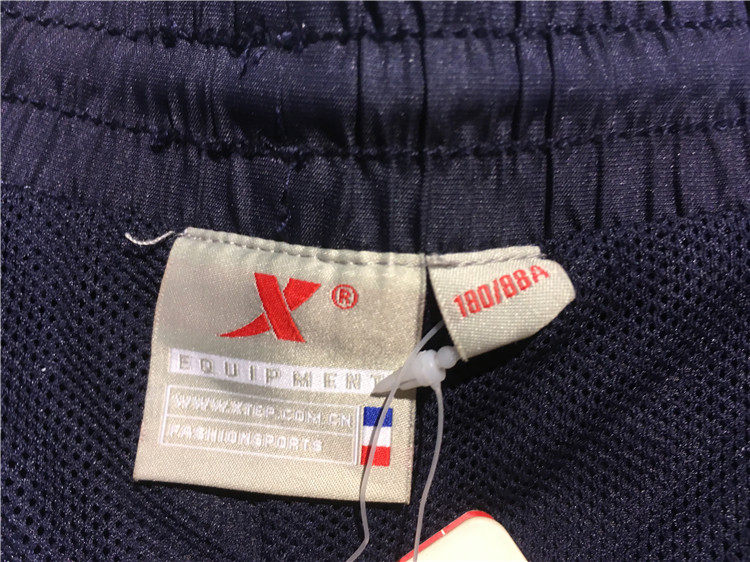 X®
180/88A
EQUIPMENT
WWW.XTEP.COM.CN
FASHIONSPORTS